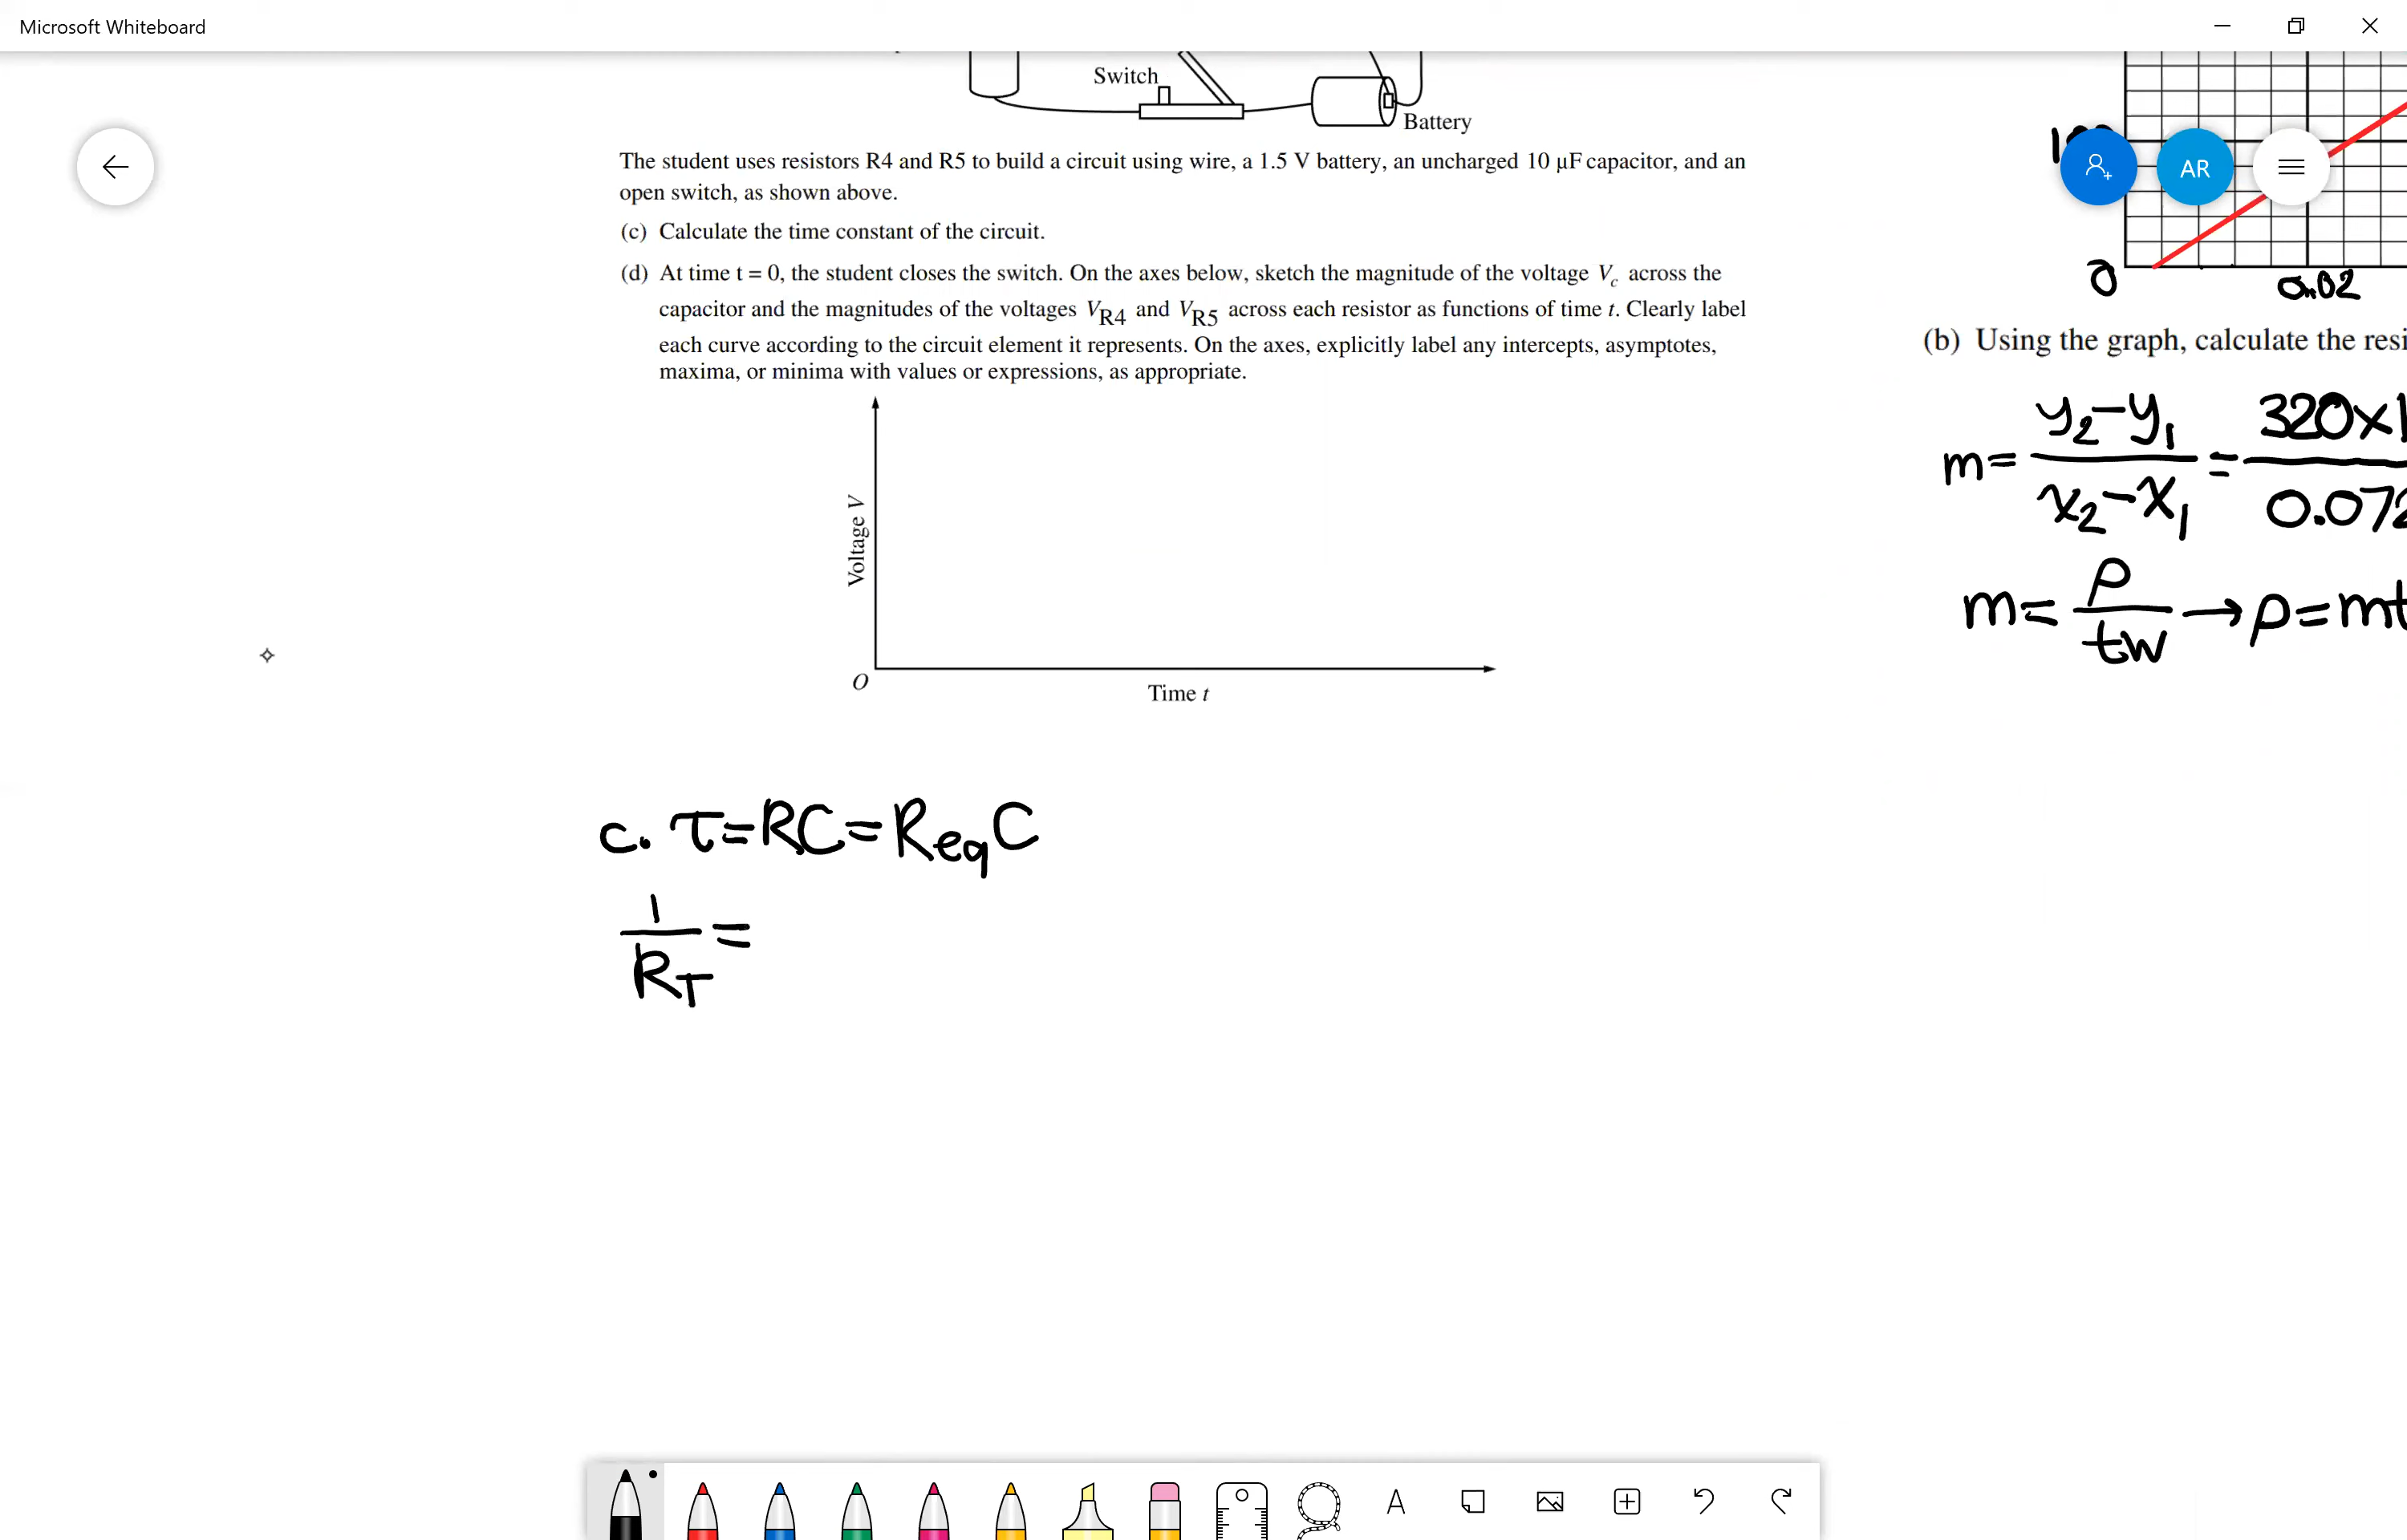 Microsoft Whiteboard
Switch
Battery
The student uses resistors R4 and R5 to build a circuit using wire, a 1.5 V battery, an uncharged 10 μF capacitor, and an
open switch, as shown above.
(c) Calculate the time constant of the circuit.
(d) At time t = 0, the student closes the switch. On the axes below, sketch the magnitude of the voltage V_c across the
capacitor and the magnitudes of the voltages V_R4 and V_R5 across each resistor as functions of time t. Clearly label
each curve according to the circuit element it represents. On the axes, explicitly label any intercepts, asymptotes,
maxima, or minima with values or expressions, as appropriate.
Voltage V
O
Time t
c. τ=RC=R_eq C
1/R_T =
AR
0
0.02
(b) Using the graph, calculate the resi
m= (y₂-y₁)/(x₂-x₁) = 320×1/0.072
m= ρ/tw → ρ=mt
A